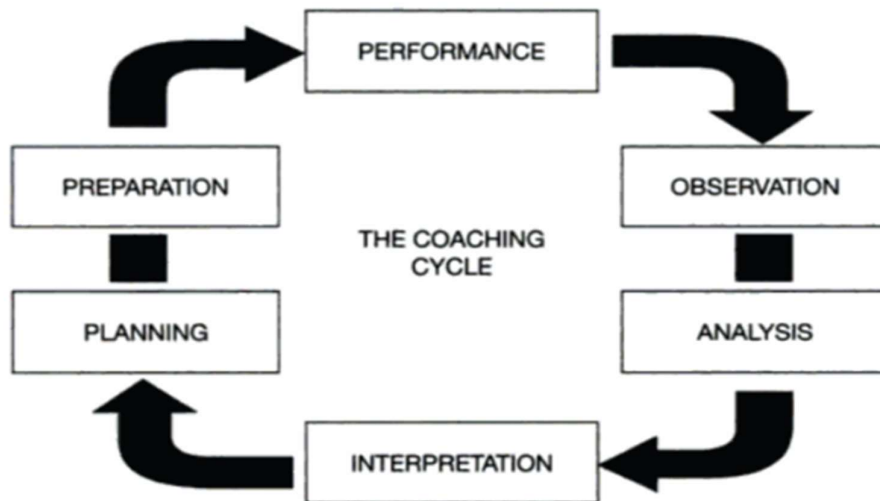 PERFORMANCE
PREPARATION
OBSERVATION
THE COACHING
CYCLE
PLANNING
ANALYSIS
INTERPRETATION